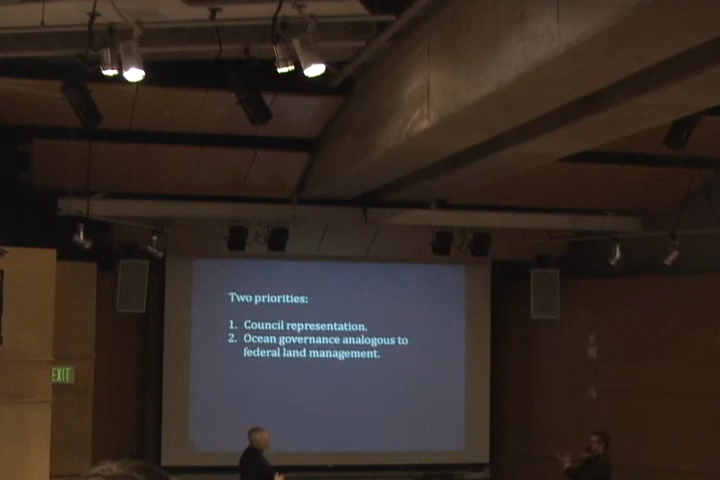 Two priorities:
1. Council representation.
2. Ocean governance analogous to
federal land management.
EXIT